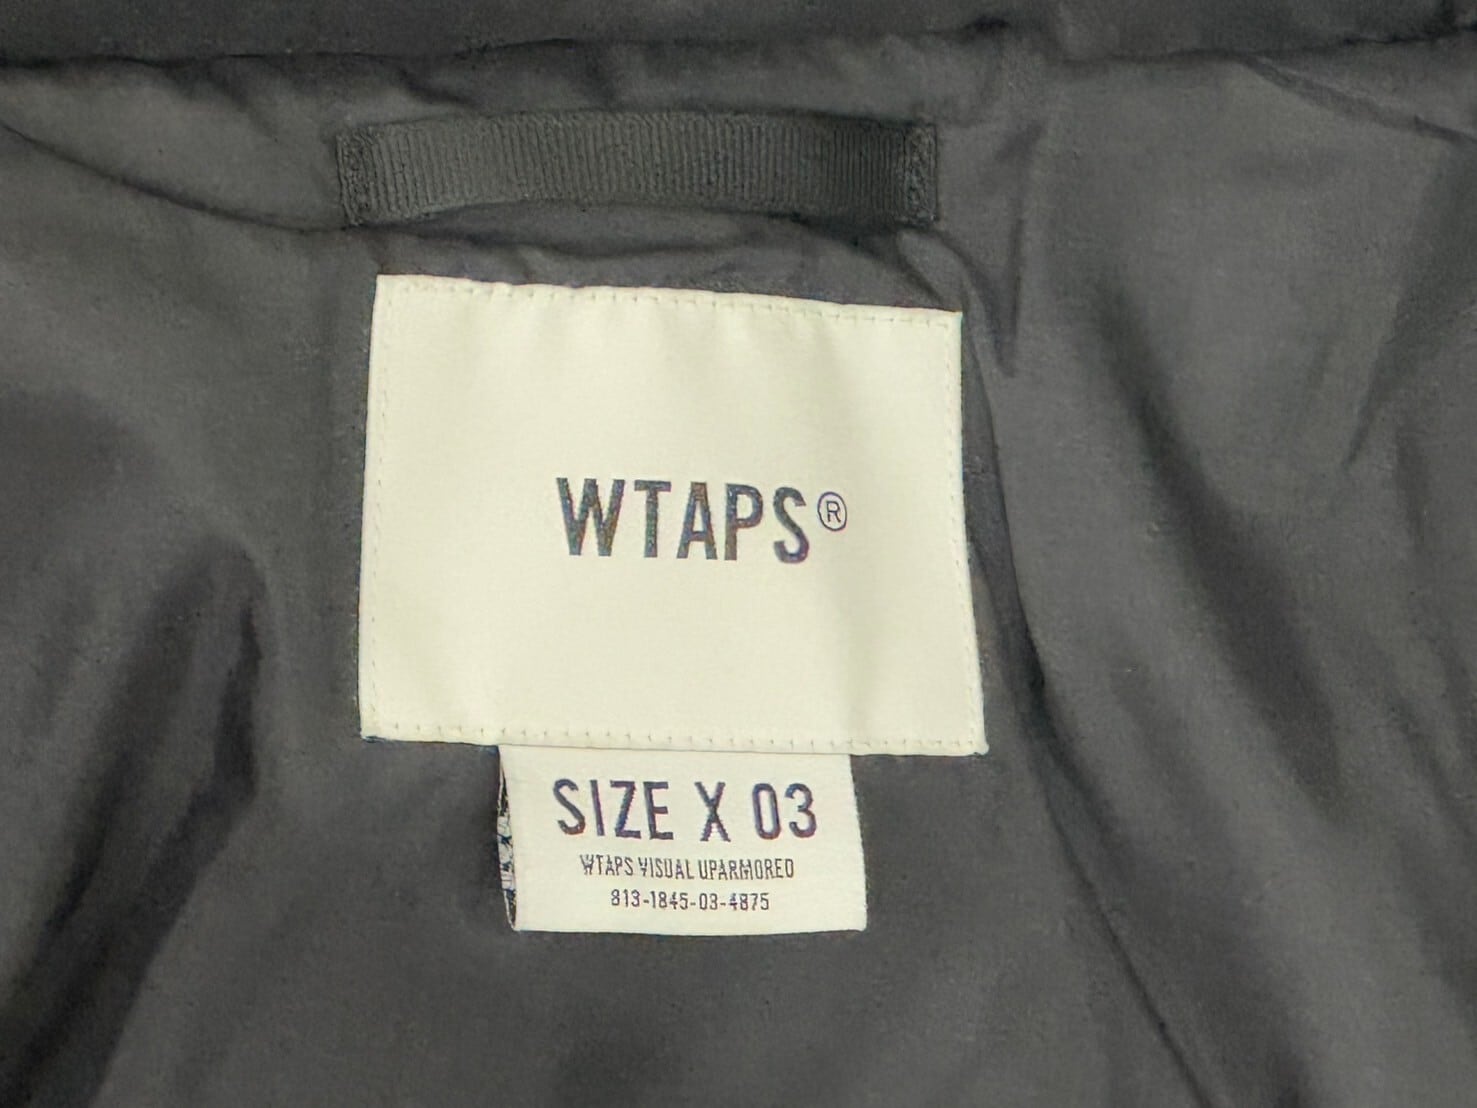 WTAPS®
SIZE X 03
WTAPS VISUAL UPARMORED
813-1845-03-4875